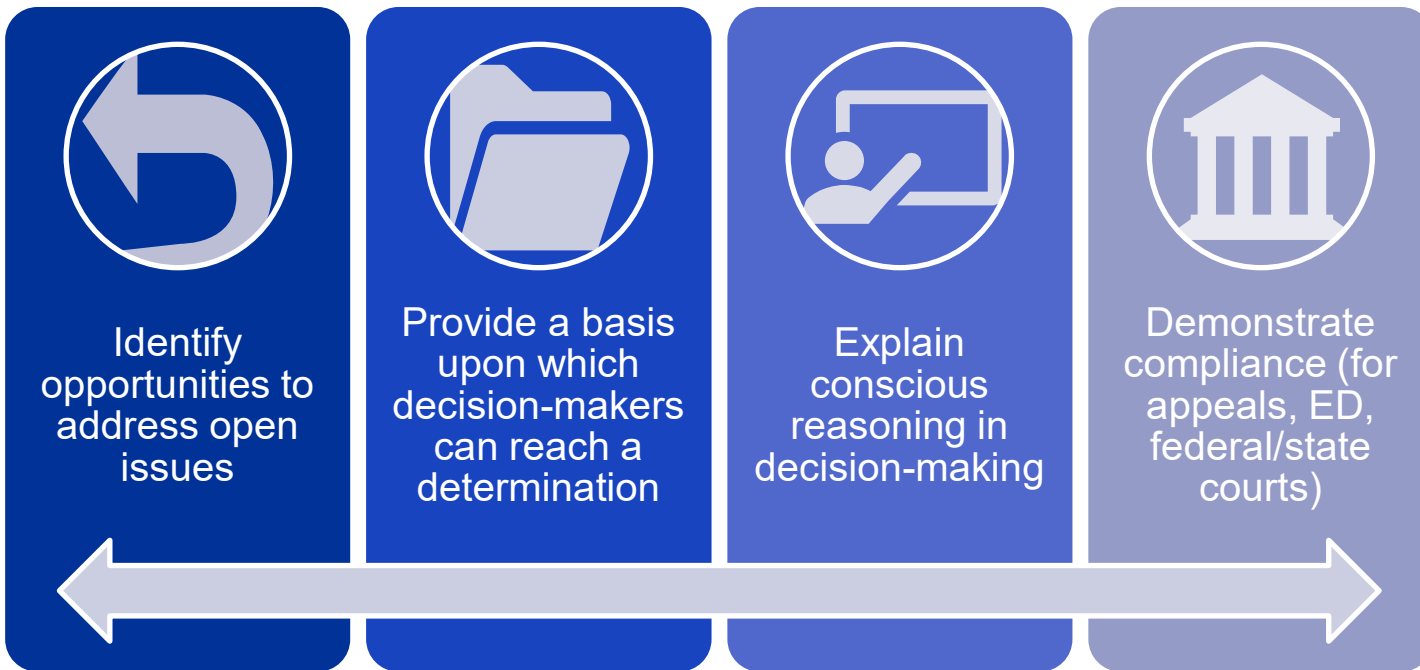 Identify
opportunities to
address open
issues
Provide a basis
upon which
decision-makers
can reach a
determination
Explain
conscious
reasoning in
decision-making
Demonstrate
compliance (for
appeals, ED,
federal/state
courts)